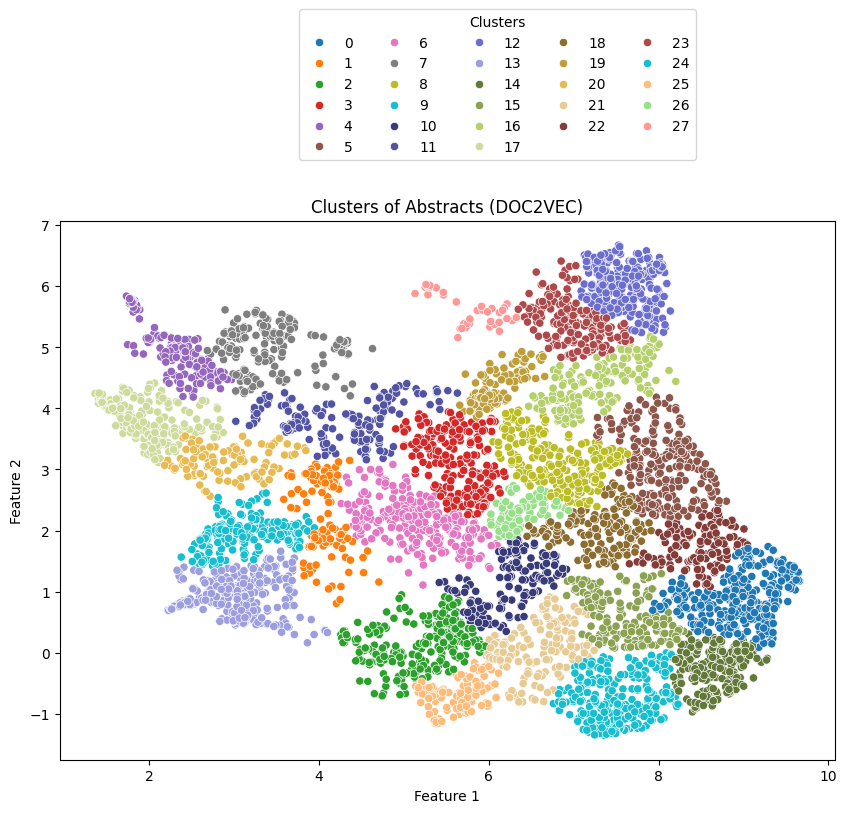 Clusters
0 6 12 18 23
1 7 13 19 24
2 8 14 20 25
3 9 15 21 26
4 10 16 22 27
5 11 17
Clusters of Abstracts (DOC2VEC)
7
6
5
4
3
2
1
0
−1
Feature 2
2 4 6 8 10
Feature 1